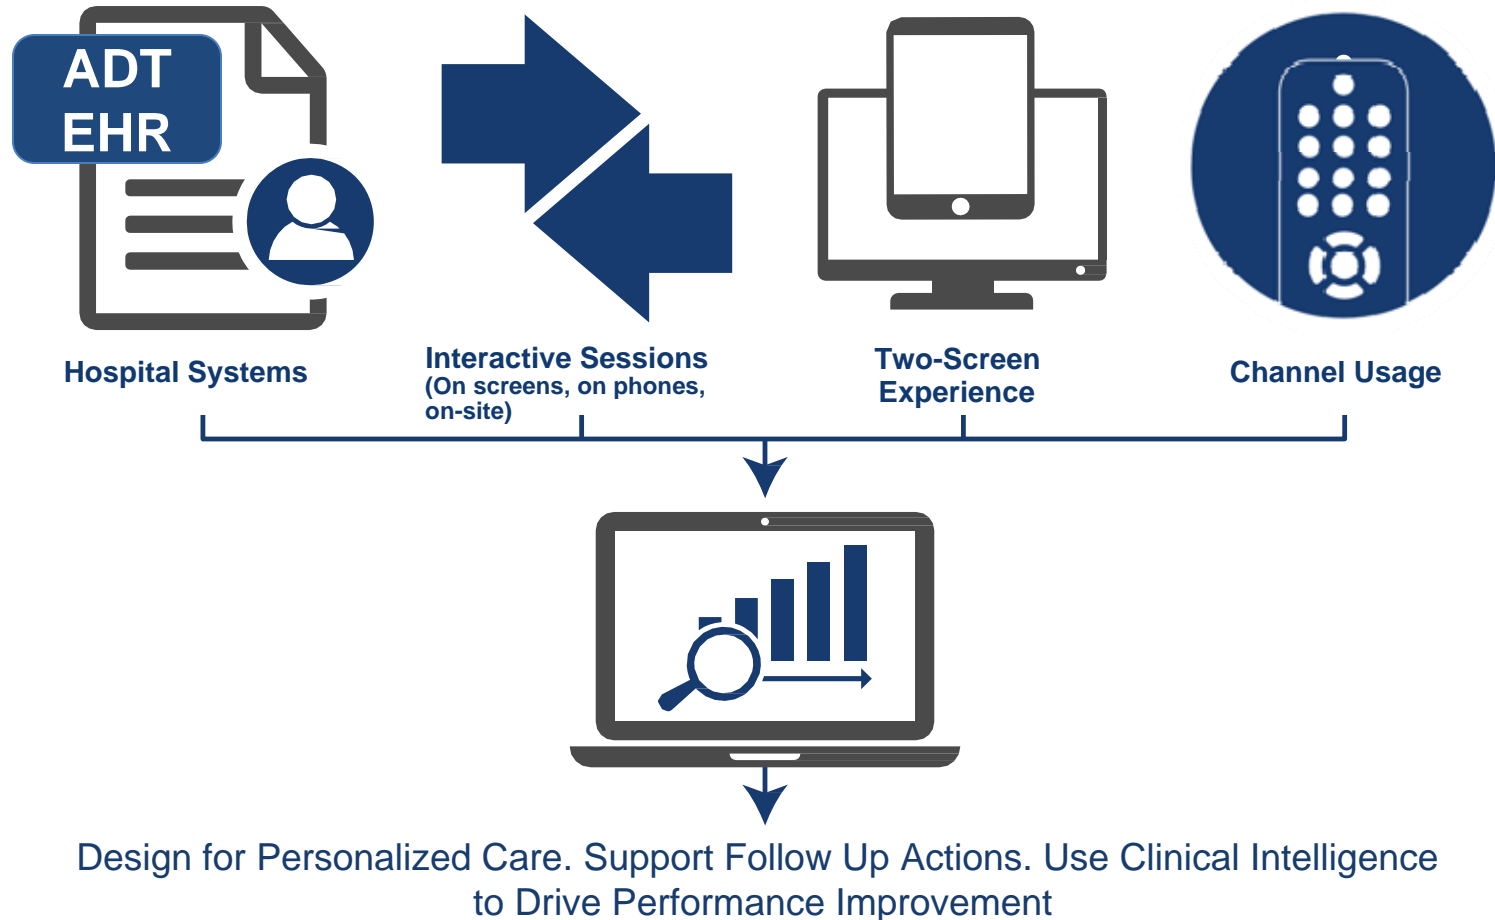 ADT
EHR
Hospital Systems
Interactive Sessions
(On screens, on phones,
on-site)
Two-Screen
Experience
Channel Usage
Design for Personalized Care. Support Follow Up Actions. Use Clinical Intelligence
to Drive Performance Improvement